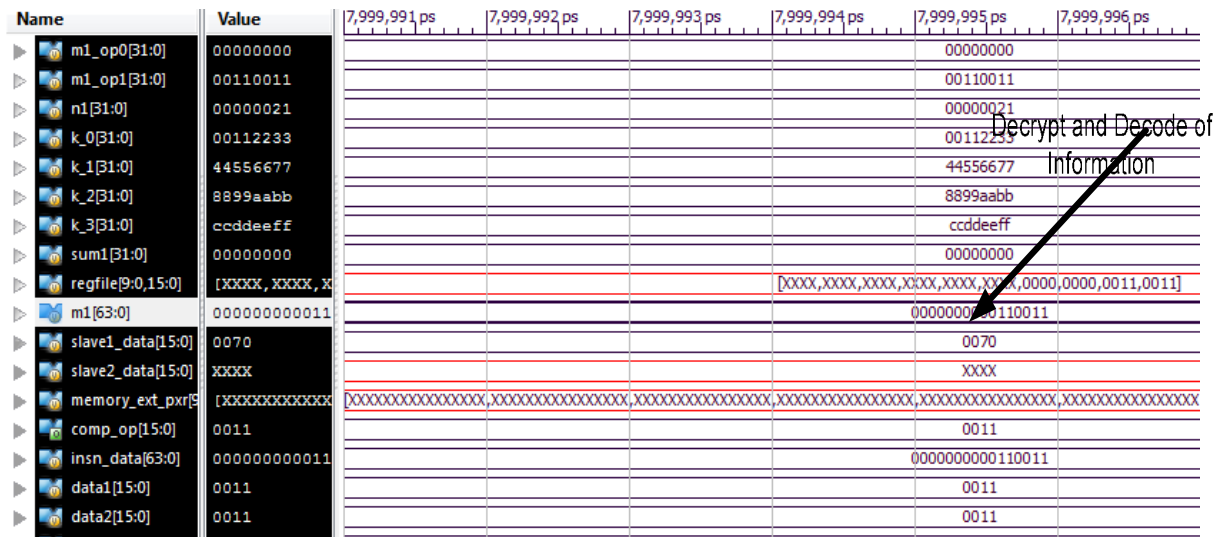 Name Value 7,999,991 ps 7,999,992 ps 7,999,993 ps 7,999,994 ps 7,999,995 ps 7,999,996 ps
m1_op0[31:0] 00000000 00000000
m1_op1[31:0] 00110011 00110011
n1[31:0] 00000021 00000021
k_0[31:0] 00112233 00112233
Decrypt and Decode of
Information
k_1[31:0] 44556677 44556677
k_2[31:0] 8899aabb 8899aabb
k_3[31:0] ccddeeff ccddeeff
sum1[31:0] 00000000 00000000
regfile[9:0,15:0] [XXXX,XXXX,X [XXXX,XXXX,XXXX,XXXX,XXXX,XXXX,0000,0000,0011,0011]
m1[63:0] 000000000011 0000000000110011
slave1_data[15:0] 0070 0070
slave2_data[15:0] XXXX XXXX
memory_ext_pxr[9 [XXXXXXXXXXXX [XXXXXXXXXXXXXXXX,XXXXXXXXXXXXXXXX,XXXXXXXXXXXXXXXX,XXXXXXXXXXXXXXXX,XXXXXXXXXXXXXXXX,XXXXXXXXXXXXXXXX
comp_op[15:0] 0011 0011
insn_data[63:0] 000000000011 0000000000110011
data1[15:0] 0011 0011
data2[15:0] 0011 0011